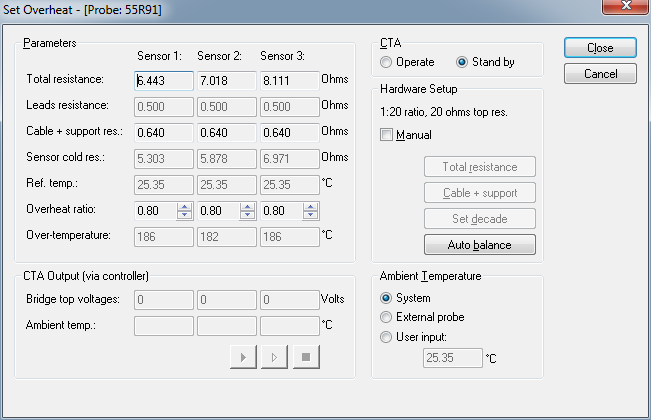 Set Overheat - [Probe: 55R91]
Parameters
Sensor 1: Sensor 2: Sensor 3:
Total resistance: 6.443 7.018 8.111 Ohms
Leads resistance: 0.500 0.500 0.500 Ohms
Cable + support res.: 0.640 0.640 0.640 Ohms
Sensor cold res.: 5.303 5.878 6.971 Ohms
Ref. temp.: 25.35 25.35 25.35 °C
Overheat ratio: 0.80 0.80 0.80
Over-temperature: 186 182 186 °C
CTA Output (via controller)
Bridge top voltages: 0 0 0 Volts
Ambient temp.: °C
CTA
Operate Stand by
Hardware Setup
1:20 ratio, 20 ohms top res.
Manual
Total resistance
Cable + support
Set decade
Auto balance
Ambient Temperature
System
External probe
User input:
25.35 °C
Close
Cancel